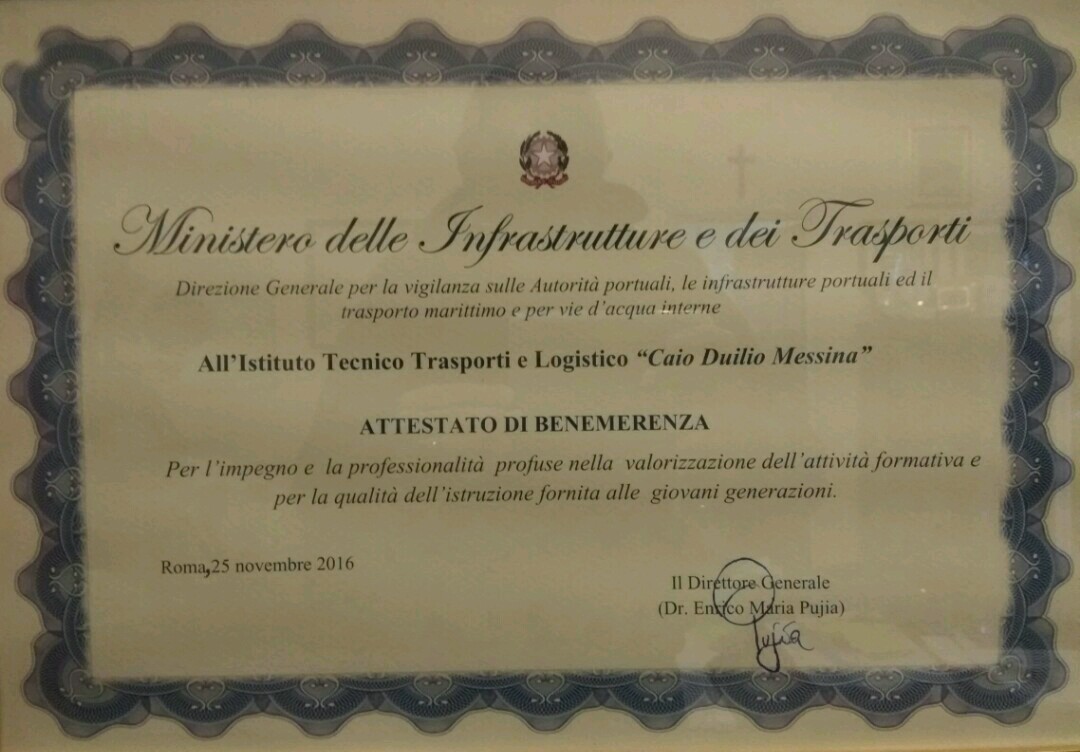 Ministero delle Infrastrutture e dei Trasporti
Direzione Generale per la vigilanza sulle Autorità portuali, le infrastrutture portuali ed il
trasporto marittimo e per vie d'acqua interne
All'Istituto Tecnico Trasporti e Logistico "Caio Duilio Messina"
ATTESTATO DI BENEMERENZA
Per l'impegno e la professionalità profuse nella valorizzazione dell'attività formativa e
per la qualità dell'istruzione fornita alle giovani generazioni.
Roma,25 novembre 2016
Il Direttore Generale
(Dr. Enrico Maria Pujia)
Pujia